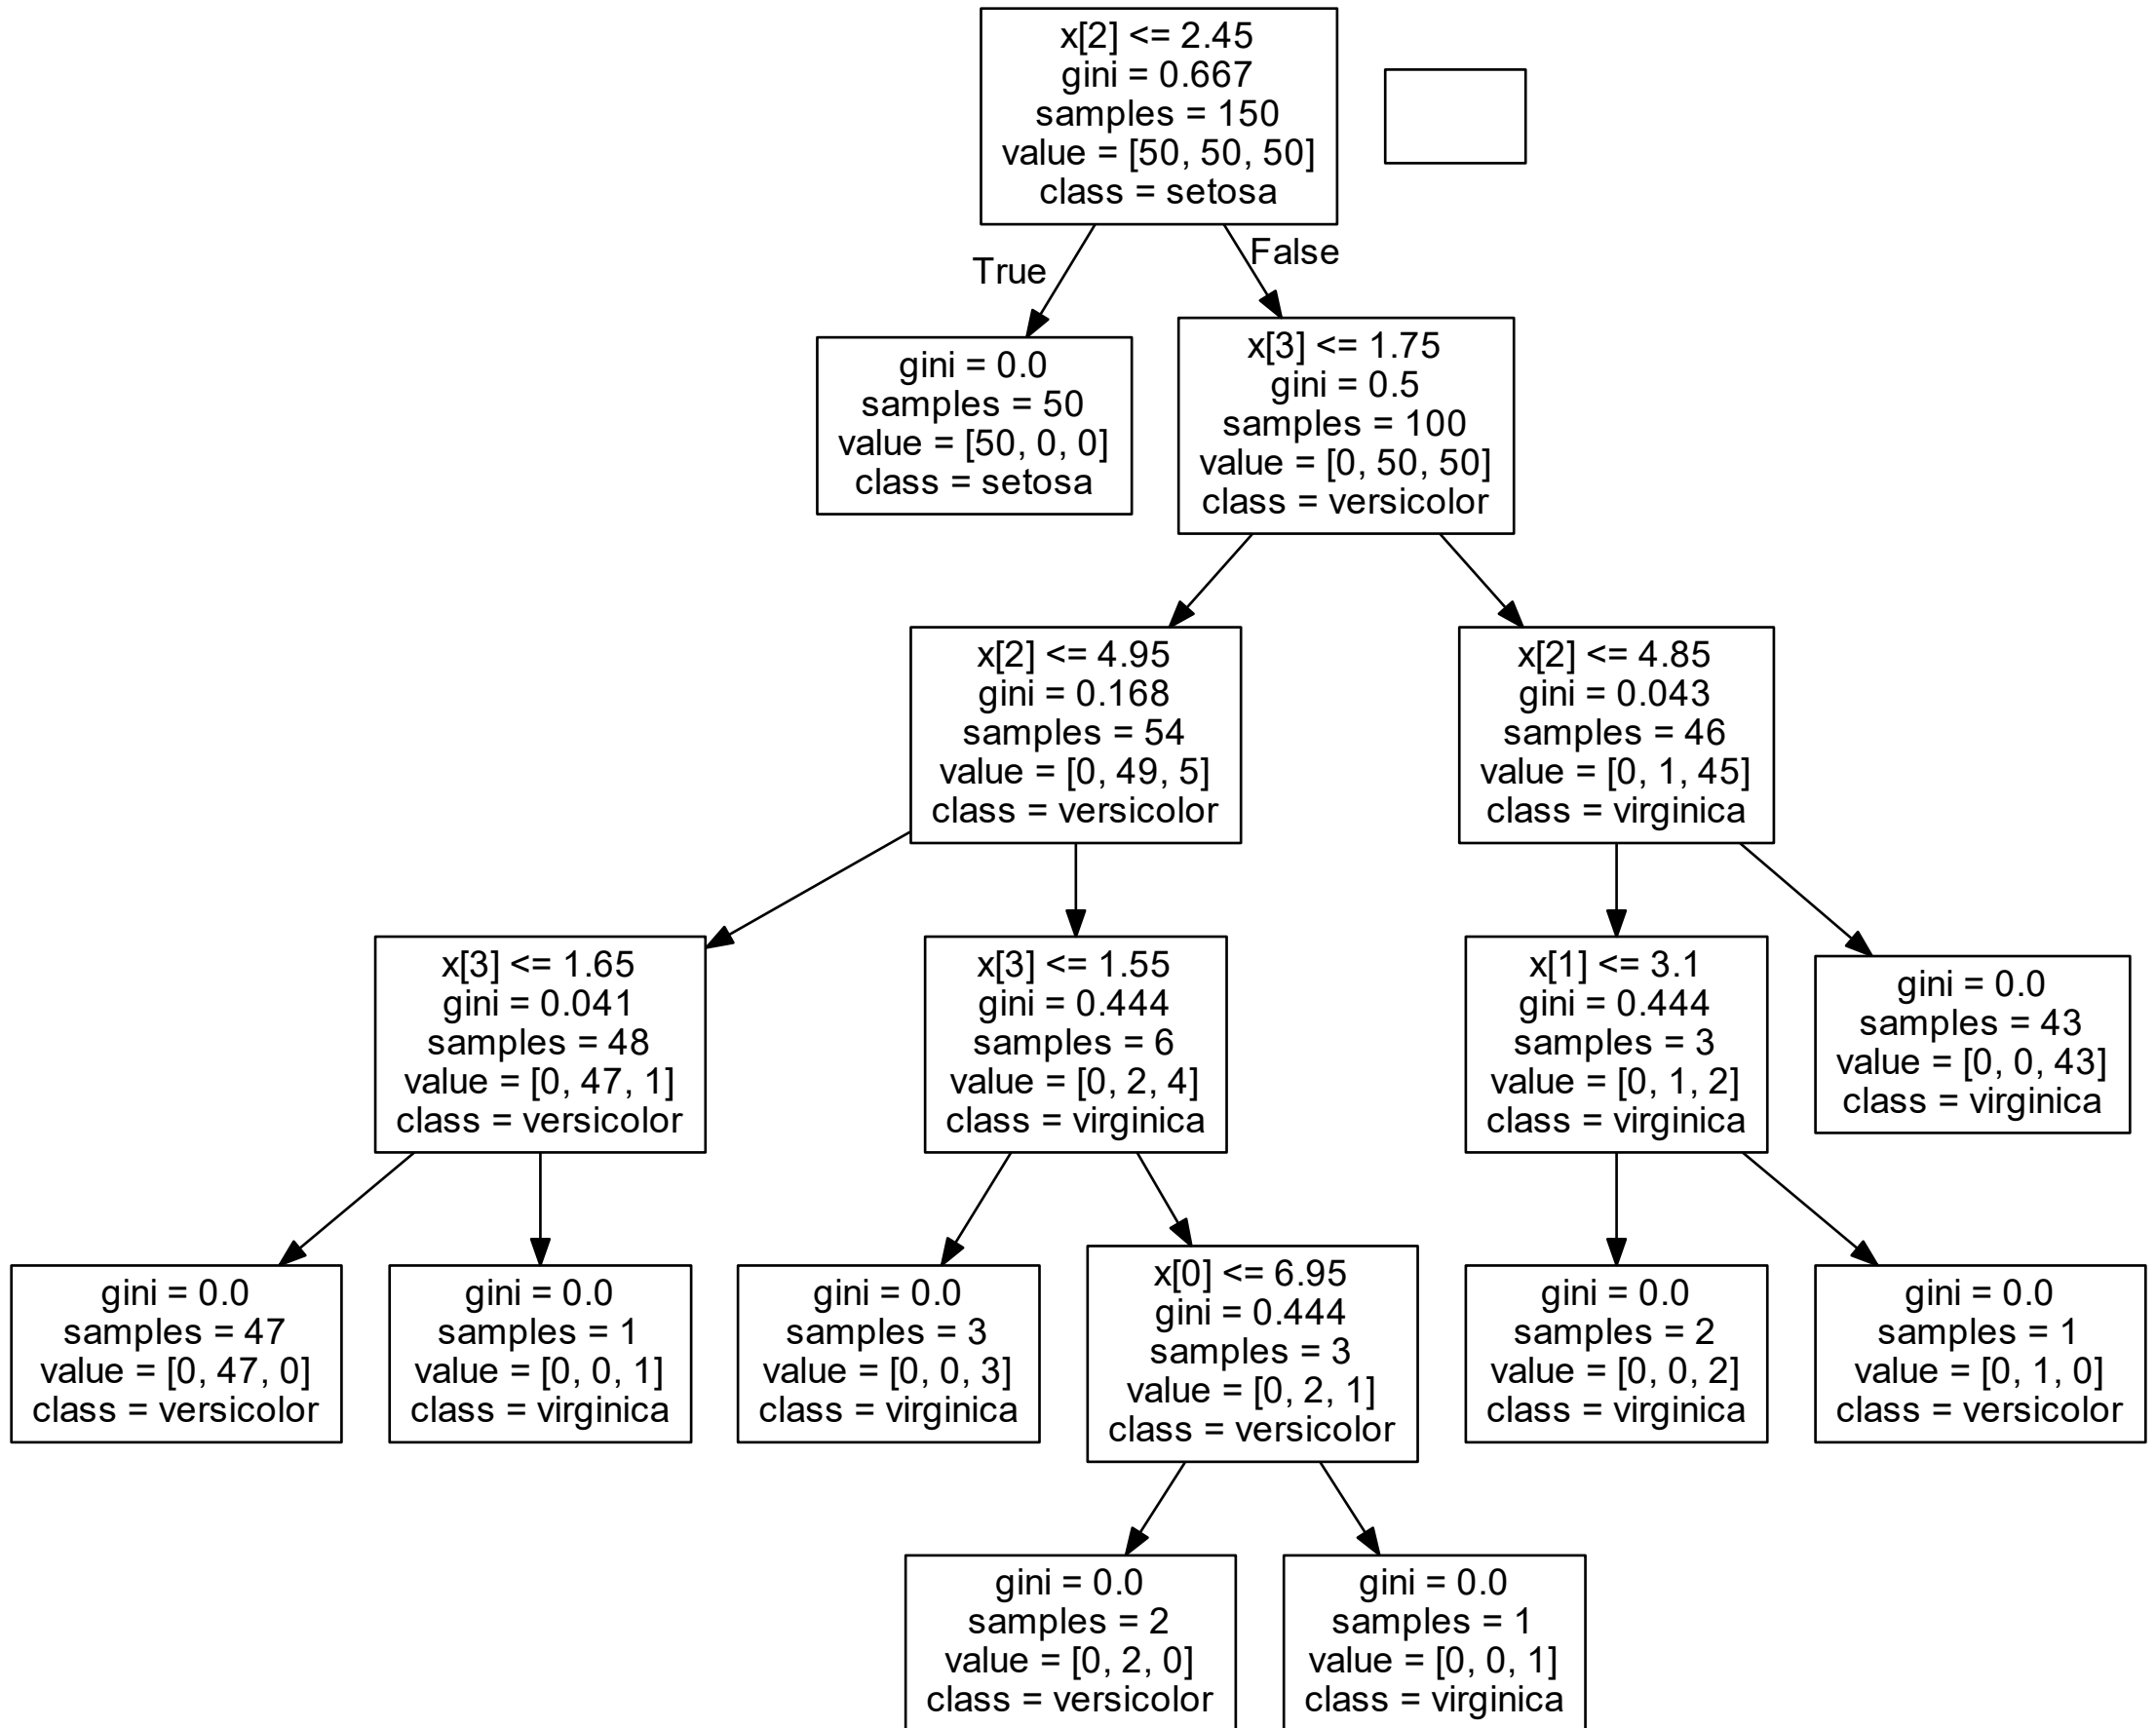 x[2] <= 2.45
gini = 0.667
samples = 150
value = [50, 50, 50]
class = setosa
True
False
gini = 0.0
samples = 50
value = [50, 0, 0]
class = setosa
x[3] <= 1.75
gini = 0.5
samples = 100
value = [0, 50, 50]
class = versicolor
x[2] <= 4.95
gini = 0.168
samples = 54
value = [0, 49, 5]
class = versicolor
x[2] <= 4.85
gini = 0.043
samples = 46
value = [0, 1, 45]
class = virginica
x[3] <= 1.65
gini = 0.041
samples = 48
value = [0, 47, 1]
class = versicolor
x[3] <= 1.55
gini = 0.444
samples = 6
value = [0, 2, 4]
class = virginica
x[1] <= 3.1
gini = 0.444
samples = 3
value = [0, 1, 2]
class = virginica
gini = 0.0
samples = 43
value = [0, 0, 43]
class = virginica
gini = 0.0
samples = 47
value = [0, 47, 0]
class = versicolor
gini = 0.0
samples = 1
value = [0, 0, 1]
class = virginica
gini = 0.0
samples = 3
value = [0, 0, 3]
class = virginica
x[0] <= 6.95
gini = 0.444
samples = 3
value = [0, 2, 1]
class = versicolor
gini = 0.0
samples = 2
value = [0, 0, 2]
class = virginica
gini = 0.0
samples = 1
value = [0, 1, 0]
class = versicolor
gini = 0.0
samples = 2
value = [0, 2, 0]
class = versicolor
gini = 0.0
samples = 1
value = [0, 0, 1]
class = virginica